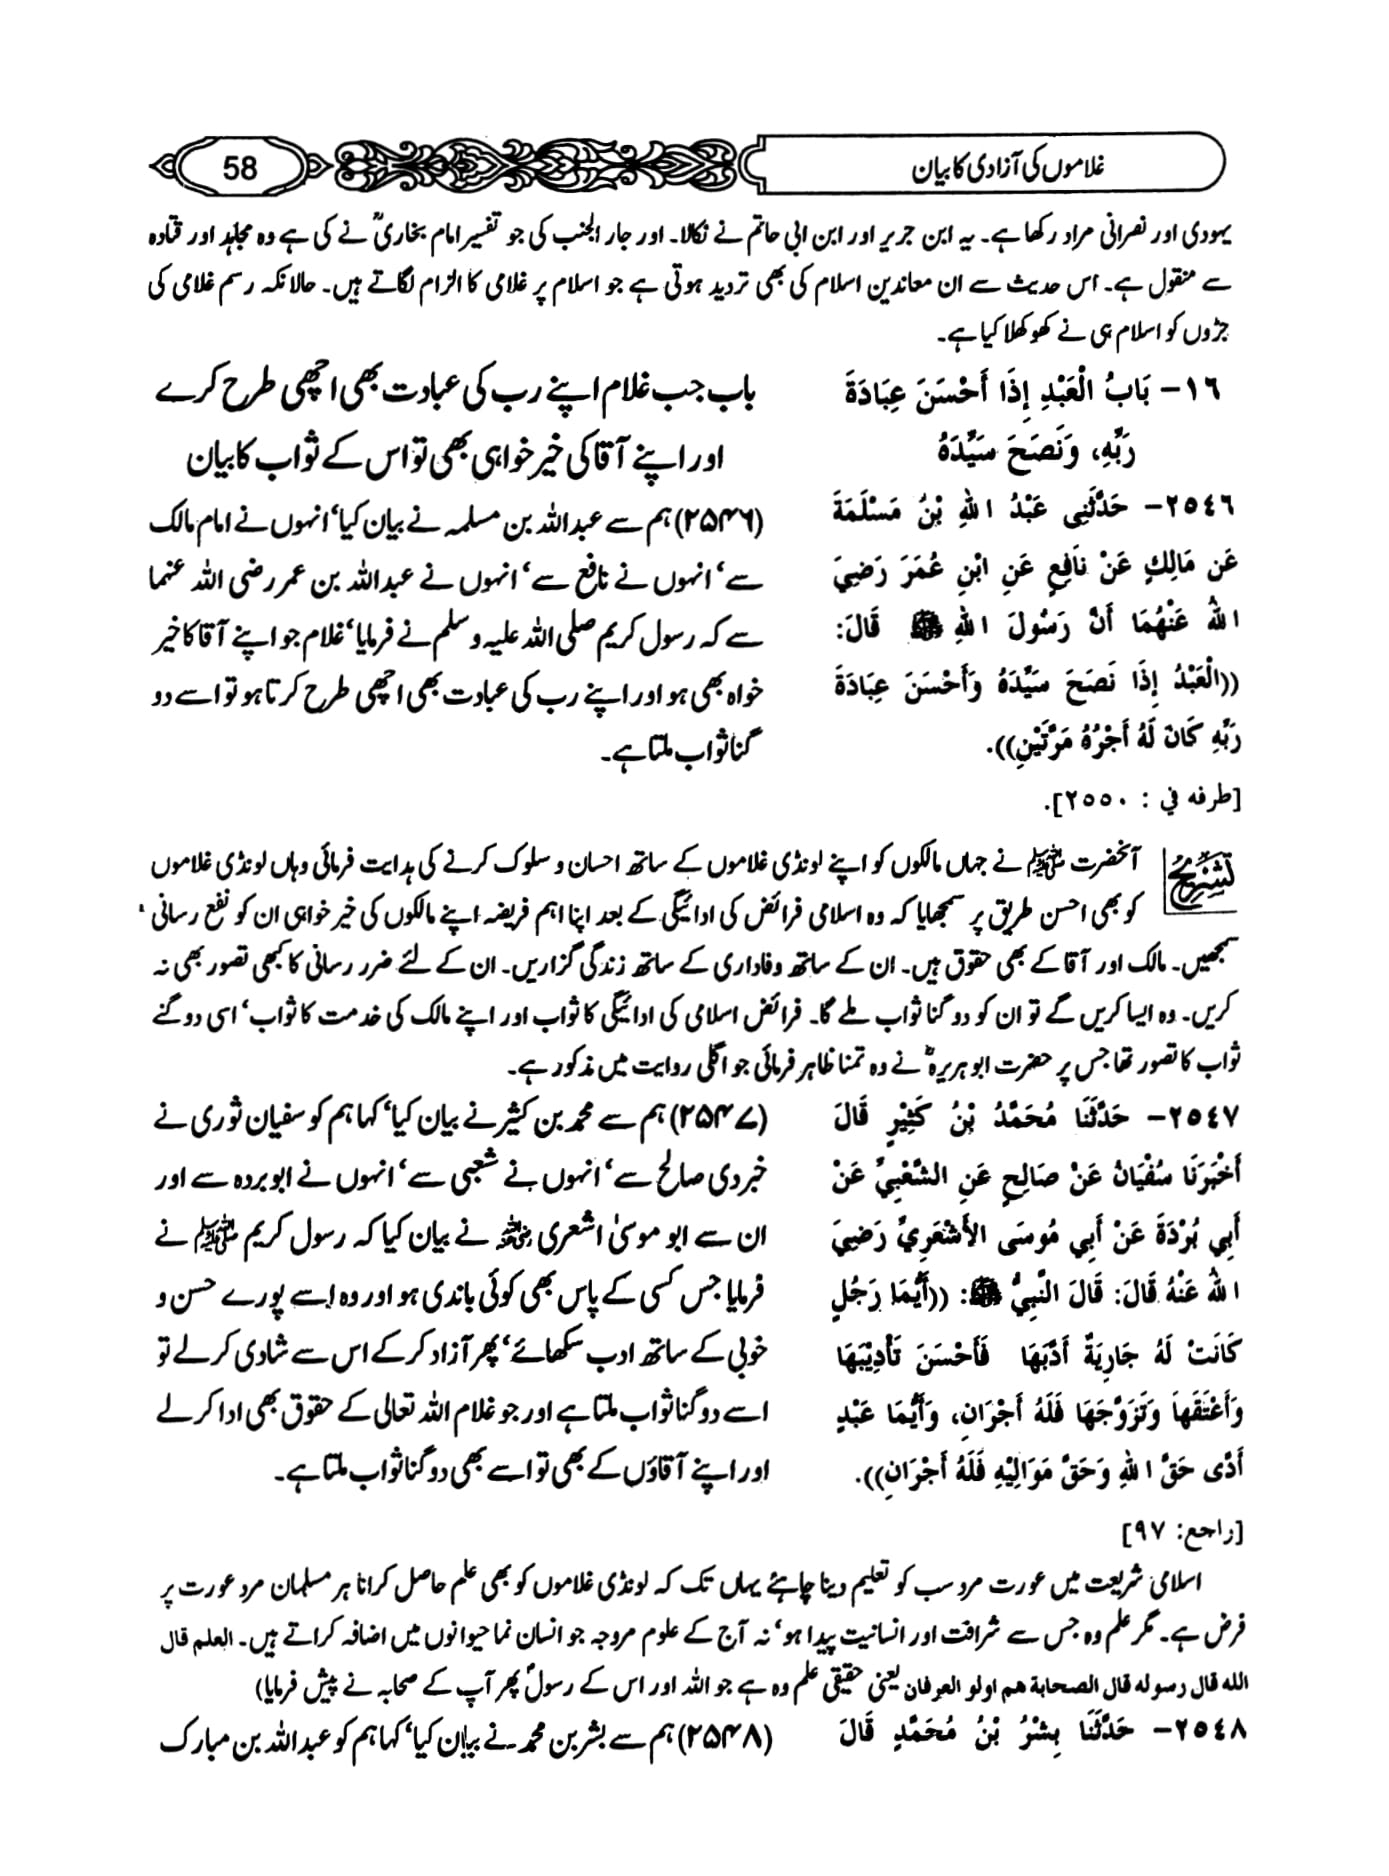 غلاموں کی آزادی کا بیان
58
یہودی اور نصرانی مراد رکھا ہے۔ یہ ابن جریر اور ابن ابی حاتم نے نکالا۔ اور جار الجنب کی جو تفسیر امام بخاریؒ نے کی ہے وہ مجاہد اور قتادہ
سے منقول ہے۔ اس حدیث سے ان معاندین اسلام کی بھی تردید ہوتی ہے جو اسلام پر غلامی کا الزام لگاتے ہیں۔ حالانکہ رسم غلامی کی
جڑوں کو اسلام ہی نے کھوکھلا کیا ہے۔
١٦- بَابُ الْعَبْدِ إِذَا أَحْسَنَ عِبَادَةَ
رَبِّهِ، وَنَصَحَ سَيِّدَهُ
باب جب غلام اپنے رب کی عبادت بھی اچھی طرح کرے
اور اپنے آقا کی خیر خواہی بھی تو اس کے ثواب کا بیان
٢٥٤٦- حَدَّثَنِي عَبْدُ اللهِ بْنُ مَسْلَمَةَ
عَنْ مَالِكٍ عَنْ نَافِعٍ عَنِ ابْنِ عُمَرَ رَضِيَ
اللهُ عَنْهُمَا أَنَّ رَسُولَ اللهِ ﷺ قَالَ:
((الْعَبْدُ إِذَا نَصَحَ سَيِّدَهُ وَأَحْسَنَ عِبَادَةَ
رَبِّهِ كَانَ لَهُ أَجْرُهُ مَرَّتَيْنِ)).
[طرفه في : ٢٥٥٠].
(۲۵۴۶) ہم سے عبداللہ بن مسلمہ نے بیان کیا‘ انہوں نے امام مالک
سے‘ انہوں نے نافع سے‘ انہوں نے عبداللہ بن عمر رضی اللہ عنہما
سے کہ رسول کریم صلی اللہ علیہ وسلم نے فرمایا‘ غلام جو اپنے آقا کا خیر
خواہ بھی ہو اور اپنے رب کی عبادت بھی اچھی طرح کرتا ہو تو اسے دو
گنا ثواب ملتا ہے۔
تشریح آنحضرت ﷺ نے جہاں مالکوں کو اپنے لونڈی غلاموں کے ساتھ احسان و سلوک کرنے کی ہدایت فرمائی وہاں لونڈی غلاموں
کو بھی احسن طریق پر سمجھایا کہ وہ اسلامی فرائض کی ادائیگی کے بعد اپنا اہم فریضہ اپنے مالکوں کی خیر خواہی ان کو نفع رسانی
سمجھیں۔ مالک اور آقا کے بھی حقوق ہیں۔ ان کے ساتھ وفاداری کے ساتھ زندگی گزاریں۔ ان کے لئے ضرر رسانی کا کبھی تصور بھی نہ
کریں۔ وہ ایسا کریں گے تو ان کو دوگنا ثواب ملے گا۔ فرائض اسلامی کی ادائیگی کا ثواب اور اپنے مالک کی خدمت کا ثواب‘ اسی دوگنے
ثواب کا تصور تھا جس پر حضرت ابو ہریرہؓ نے وہ تمنا ظاہر فرمائی جو اگلی روایت میں مذکور ہے۔
٢٥٤٧- حَدَّثَنَا مُحَمَّدُ بْنُ كَثِيْرٍ قَالَ
أَخْبَرَنَا سُفْيَانُ عَنْ صَالِحٍ عَنِ الشَّعْبِيِّ عَنْ
أَبِي بُرْدَةَ عَنْ أَبِي مُوسَى الأَشْعَرِيِّ رَضِيَ
اللهُ عَنْهُ قَالَ: قَالَ النَّبِيُّ ﷺ: ((أَيُّمَا رَجُلٍ
كَانَتْ لَهُ جَارِيَةٌ أَدَّبَهَا فَأَحْسَنَ تَأْدِيْبَهَا
وَأَعْتَقَهَا وَتَزَوَّجَهَا فَلَهُ أَجْرَانِ، وَأَيُّمَا عَبْدٍ
أَدَّى حَقَّ اللهِ وَحَقَّ مَوَالِيْهِ فَلَهُ أَجْرَانِ)).
[راجع: ٩٧]
(۲۵۴۷) ہم سے محمد بن کثیر نے بیان کیا‘ کہا ہم کو سفیان ثوری نے
خبر دی صالح سے‘ انہوں نے شعبی سے‘ انہوں نے ابو بردہ سے اور
ان سے ابو موسیٰ اشعری رضی اللہ عنہ نے بیان کیا کہ رسول کریم ﷺ نے
فرمایا جس کسی کے پاس بھی کوئی باندی ہو اور وہ اسے پورے حسن و
خوبی کے ساتھ ادب سکھائے‘ پھر آزاد کرکے اس سے شادی کر لے تو
اسے دوگنا ثواب ملتا ہے اور جو غلام اللہ تعالیٰ کے حقوق بھی ادا کرلے
اور اپنے آقاؤں کے بھی تو اسے بھی دوگنا ثواب ملتا ہے۔
اسلامی شریعت میں عورت مرد سب کو تعلیم دینا چاہئے یہاں تک کہ لونڈی غلاموں کو بھی علم حاصل کرانا ہر مسلمان مرد عورت پر
فرض ہے۔ مگر علم وہ جس سے شرافت اور انسانیت پیدا ہو‘ نہ آج کے علوم مروجہ جو انسان نما حیوانوں میں اضافہ کراتے ہیں۔ العلم قال
الله قال رسوله قال الصحابة هم اولو العرفان یعنی حقیقی علم وہ ہے جو اللہ اور اس کے رسولؐ پھر آپ کے صحابہ نے پیش فرمایا)
٢٥٤٨- حَدَّثَنَا بِشْرُ بْنُ مُحَمَّدٍ قَالَ
(۲۵۴۸) ہم سے بشر بن محمد نے بیان کیا‘ کہا ہم کو عبداللہ بن مبارک